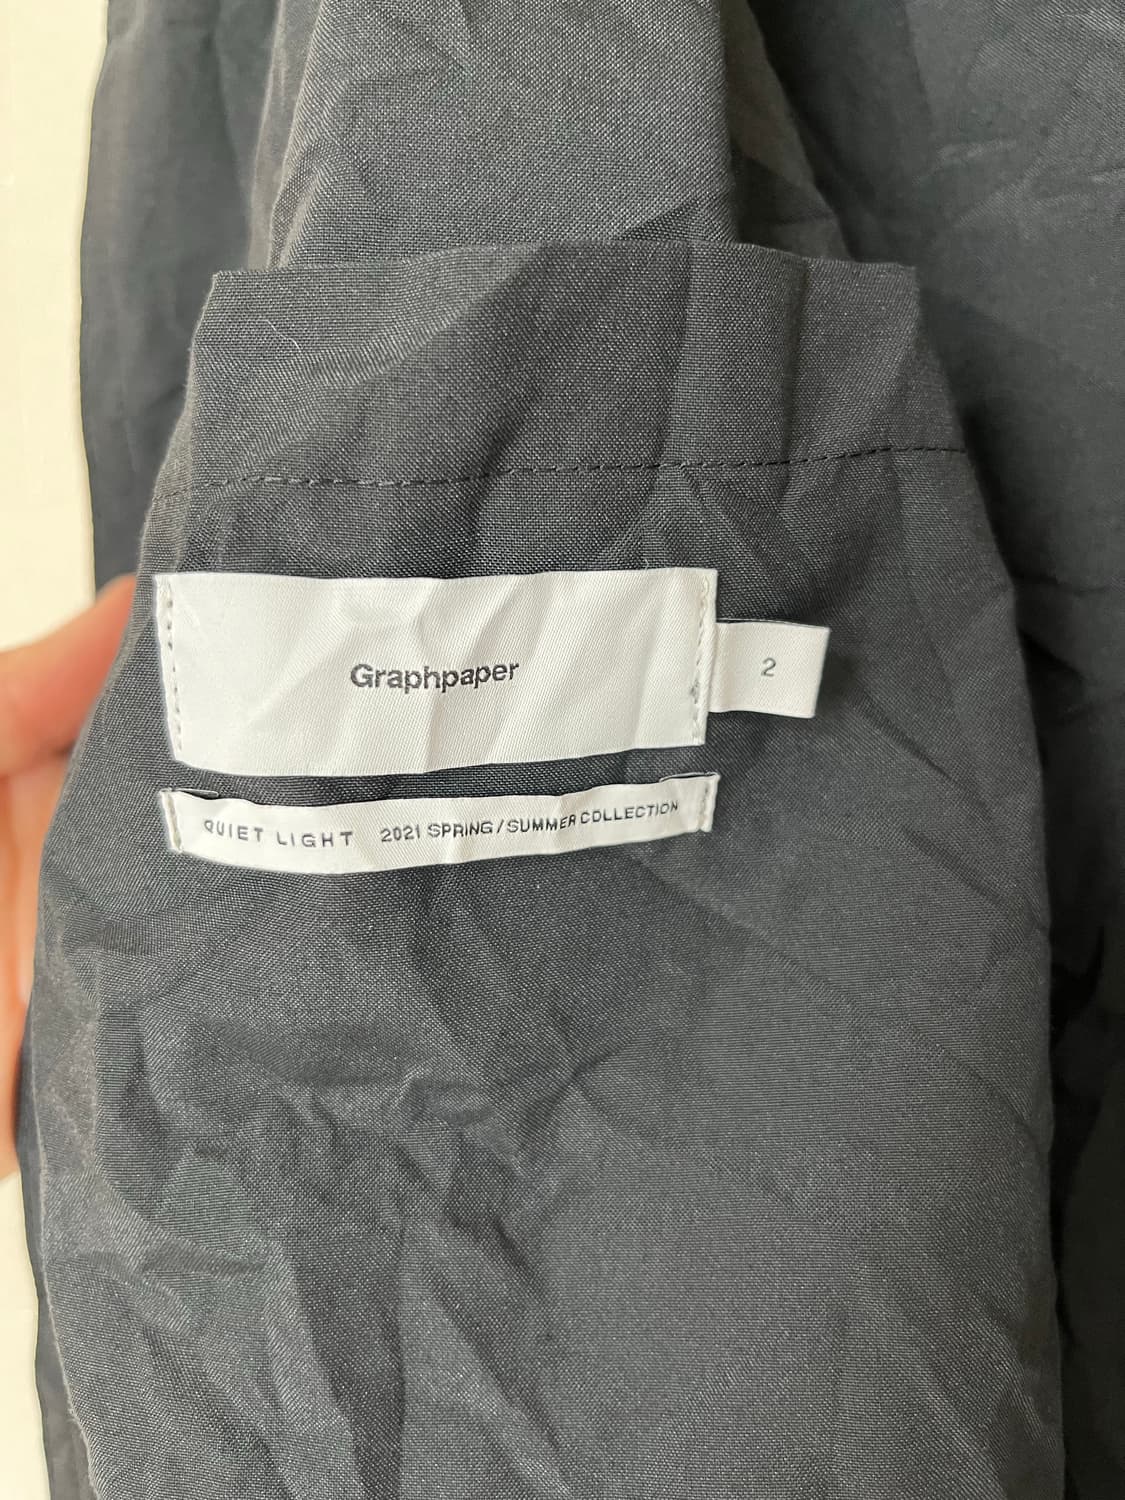 Graphpaper
2
QUIET LIGHT 2021 SPRING/SUMMER COLLECTION